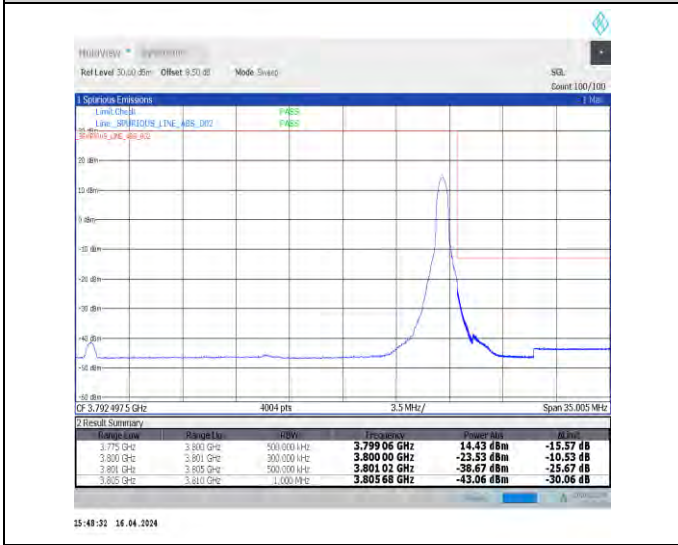 MultiView
Ref Level 30.00 dBm Offset 9.50 dB Mode Sweep SGL
Count 100/100
1 Spurious Emissions
Limit Check PASS
Line _SPURIOUS_LINE_ABS_002 PASS
_SPURIOUS_LINE_ABS_002
20 dBm
10 dBm
0 dBm
-10 dBm
-20 dBm
-30 dBm
-40 dBm
-50 dBm
-60 dBm
CF 3.792 497 5 GHz 4004 pts 3.5 MHz/ Span 35.005 MHz
2 Result Summary
Range Low Range Up RBW Frequency Power Abs ΔLimit
3.775 GHz 3.800 GHz 500.000 kHz 3.799 06 GHz 14.43 dBm -15.57 dB
3.800 GHz 3.801 GHz 300.000 kHz 3.800 00 GHz -23.53 dBm -10.53 dB
3.801 GHz 3.805 GHz 500.000 kHz 3.801 02 GHz -38.67 dBm -25.67 dB
3.805 GHz 3.810 GHz 1.000 MHz 3.805 68 GHz -43.06 dBm -30.06 dB
15:48:32 16.04.2024